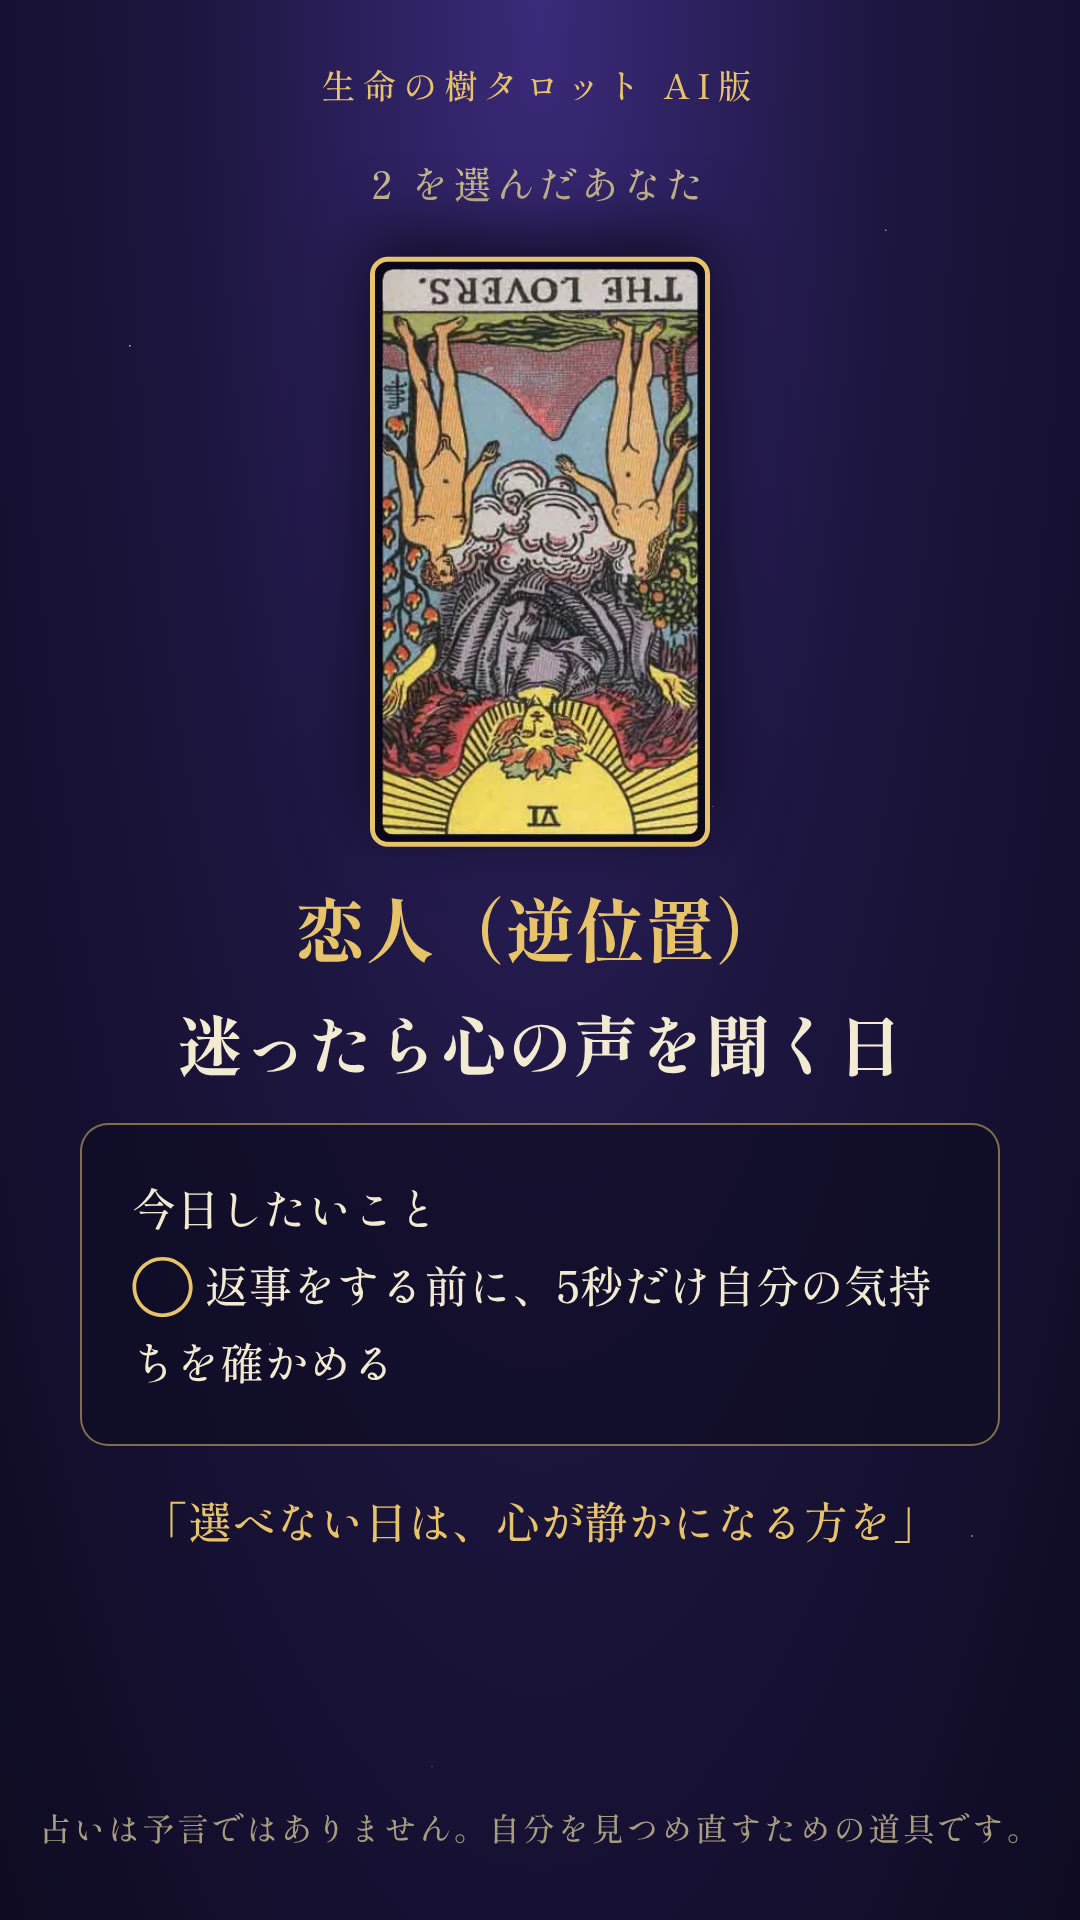 生命の樹タロット AI版
2 を選んだあなた
THE LOVERS.
VI
恋人（逆位置）
迷ったら心の声を聞く日
今日したいこと
◯ 返事をする前に、5秒だけ自分の気持
ちを確かめる
「選べない日は、心が静かになる方を」
占いは予言ではありません。自分を見つめ直すための道具です。